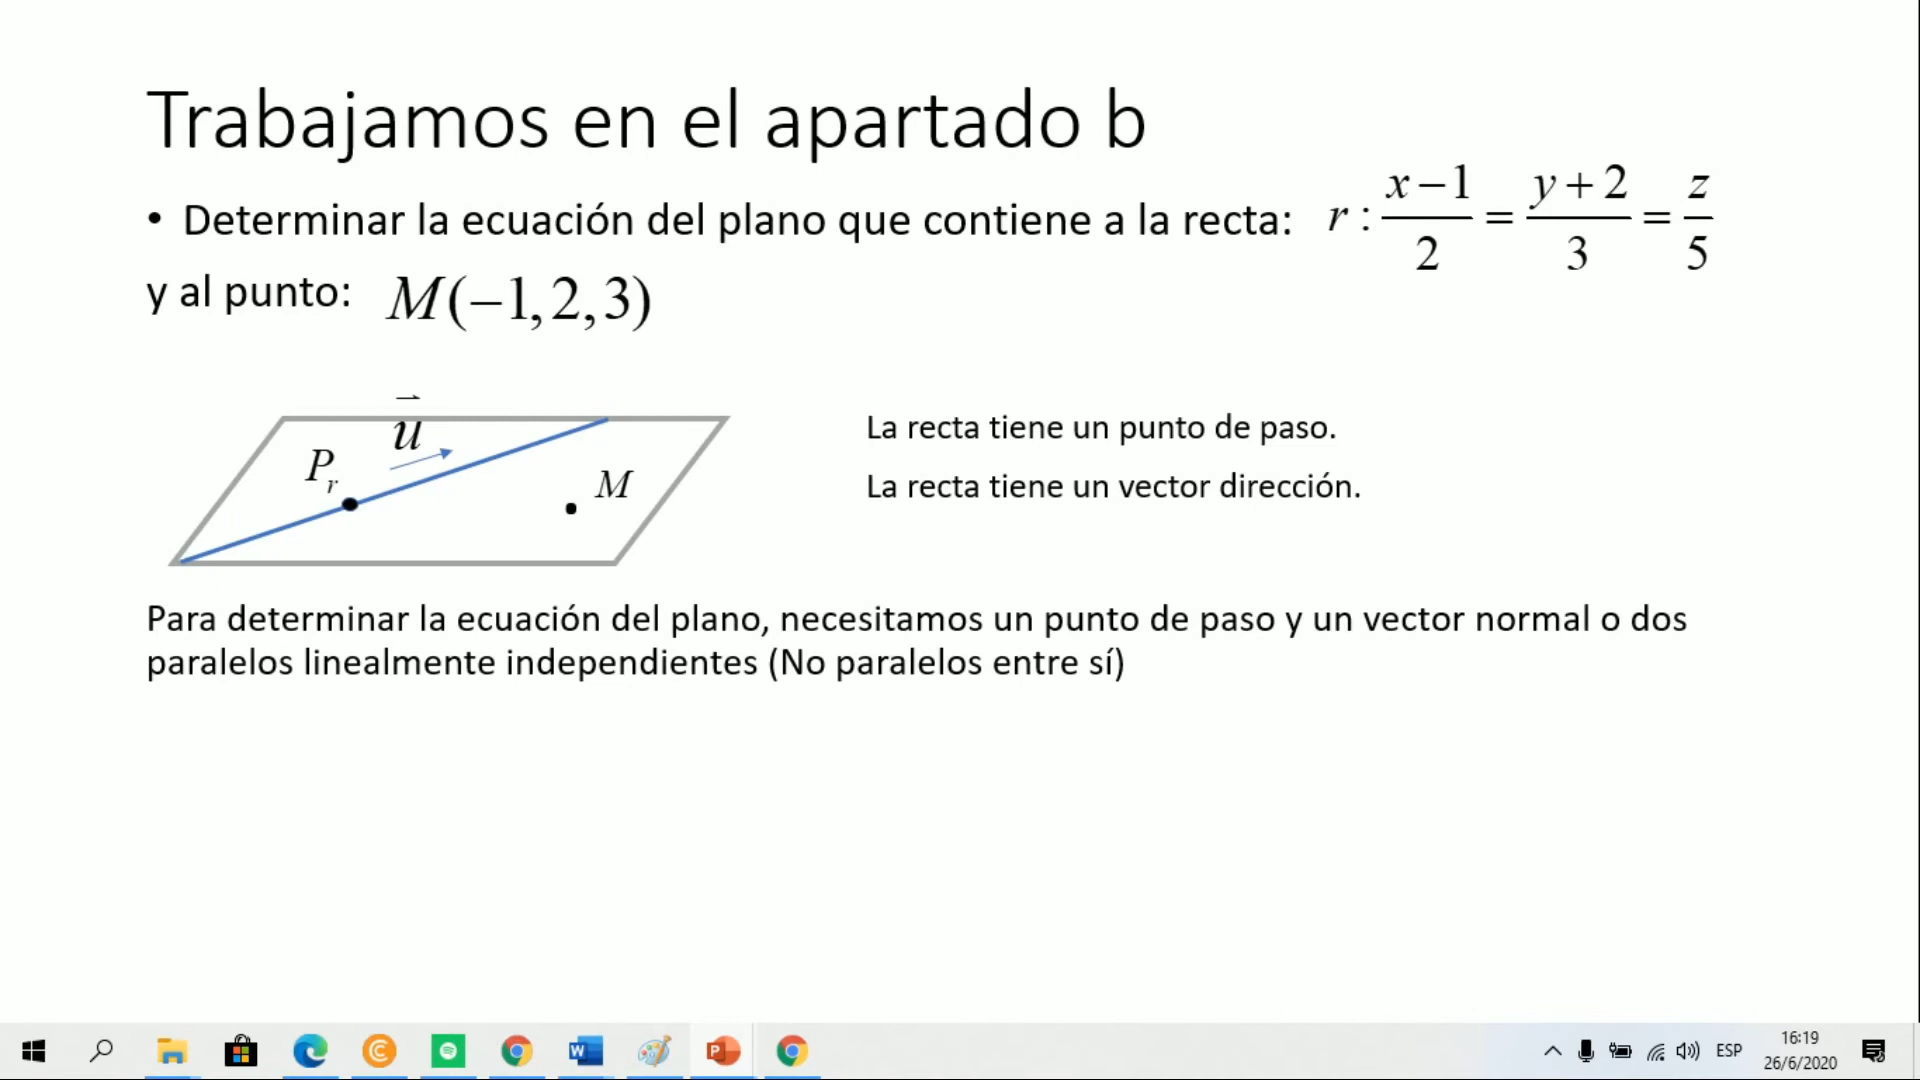 Trabajamos en el apartado b
• Determinar la ecuación del plano que contiene a la recta: r : (x − 1)/2 = (y + 2)/3 = z/5
y al punto: M(−1, 2, 3)
u⃗
P_r
M
La recta tiene un punto de paso.
La recta tiene un vector dirección.
Para determinar la ecuación del plano, necesitamos un punto de paso y un vector normal o dos
paralelos linealmente independientes (No paralelos entre sí)
ESP
16:19
26/6/2020